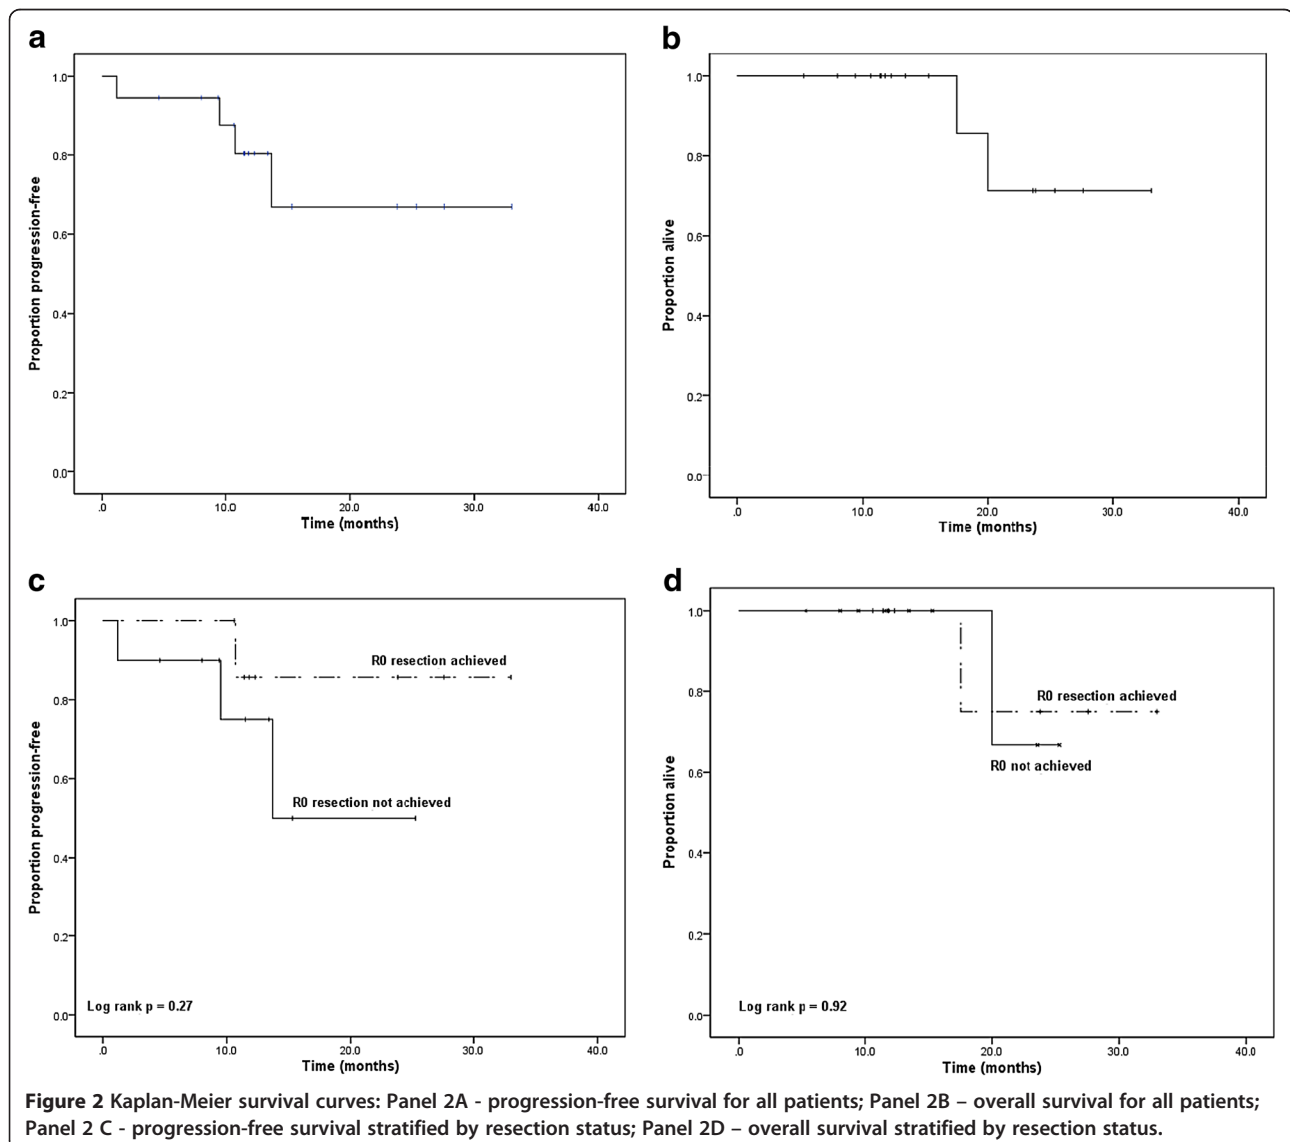 a
1.0
0.8
0.6
0.4
0.2
0.0
Proportion progression-free
.0 10.0 20.0 30.0 40.0
Time (months)
b
1.0
0.8
0.6
0.4
0.2
0.0
Proportion alive
.0 10.0 20.0 30.0 40.0
Time (months)
c
1.0
0.8
0.6
0.4
0.2
0.0
Proportion progression-free
R0 resection achieved
R0 resection not achieved
Log rank p = 0.27
.0 10.0 20.0 30.0 40.0
Time (months)
d
1.0
0.8
0.6
0.4
0.2
0.0
Proportion alive
R0 resection achieved
R0 not achieved
Log rank p = 0.92
.0 10.0 20.0 30.0 40.0
Time (months)
Figure 2 Kaplan-Meier survival curves: Panel 2A - progression-free survival for all patients; Panel 2B – overall survival for all patients;
Panel 2 C - progression-free survival stratified by resection status; Panel 2D – overall survival stratified by resection status.